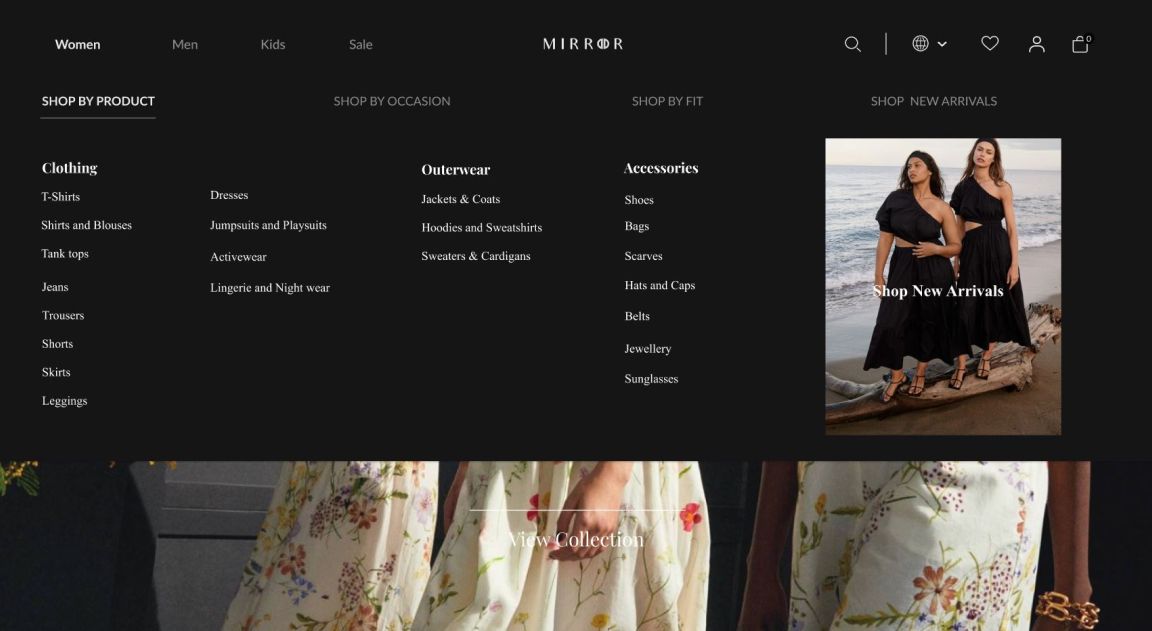 Women
Men
Kids
Sale
MIRROR
0
SHOP BY PRODUCT
SHOP BY OCCASION
SHOP BY FIT
SHOP NEW ARRIVALS
Clothing
T-Shirts
Shirts and Blouses
Tank tops
Jeans
Trousers
Shorts
Skirts
Leggings
Dresses
Jumpsuits and Playsuits
Activewear
Lingerie and Night wear
Outerwear
Jackets & Coats
Hoodies and Sweatshirts
Sweaters & Cardigans
Accessories
Shoes
Bags
Scarves
Hats and Caps
Belts
Jewellery
Sunglasses
Shop New Arrivals
View Collection